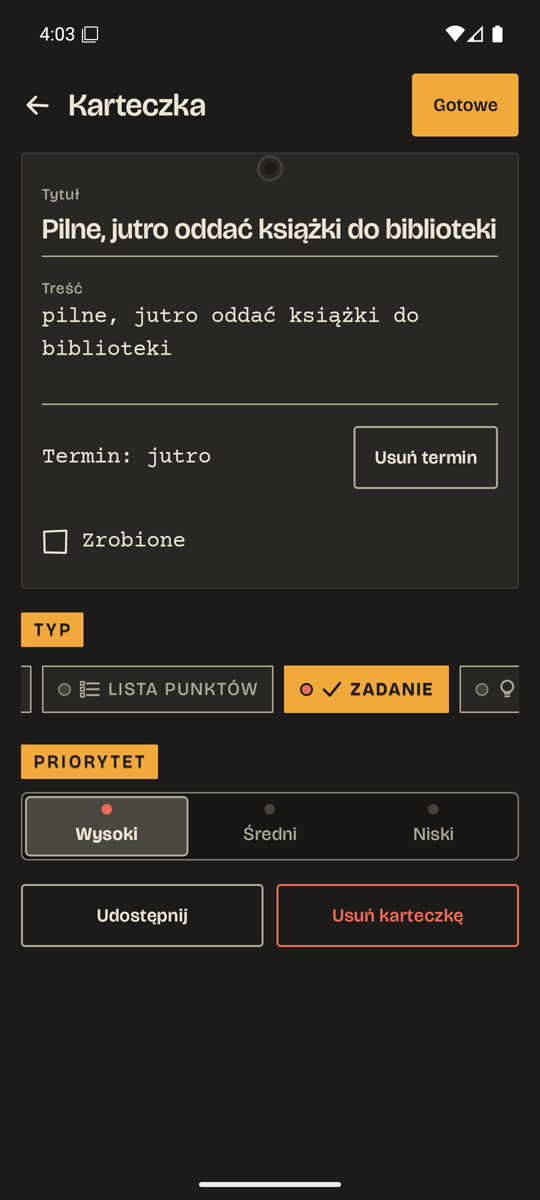 4:03
Karteczka
Gotowe
Tytuł
Pilne, jutro oddać książki do biblioteki
Treść
pilne, jutro oddać książki do
biblioteki
Termin: jutro
Usuń termin
Zrobione
TYP
LISTA PUNKTÓW
ZADANIE
PRIORYTET
Wysoki
Średni
Niski
Udostępnij
Usuń karteczkę